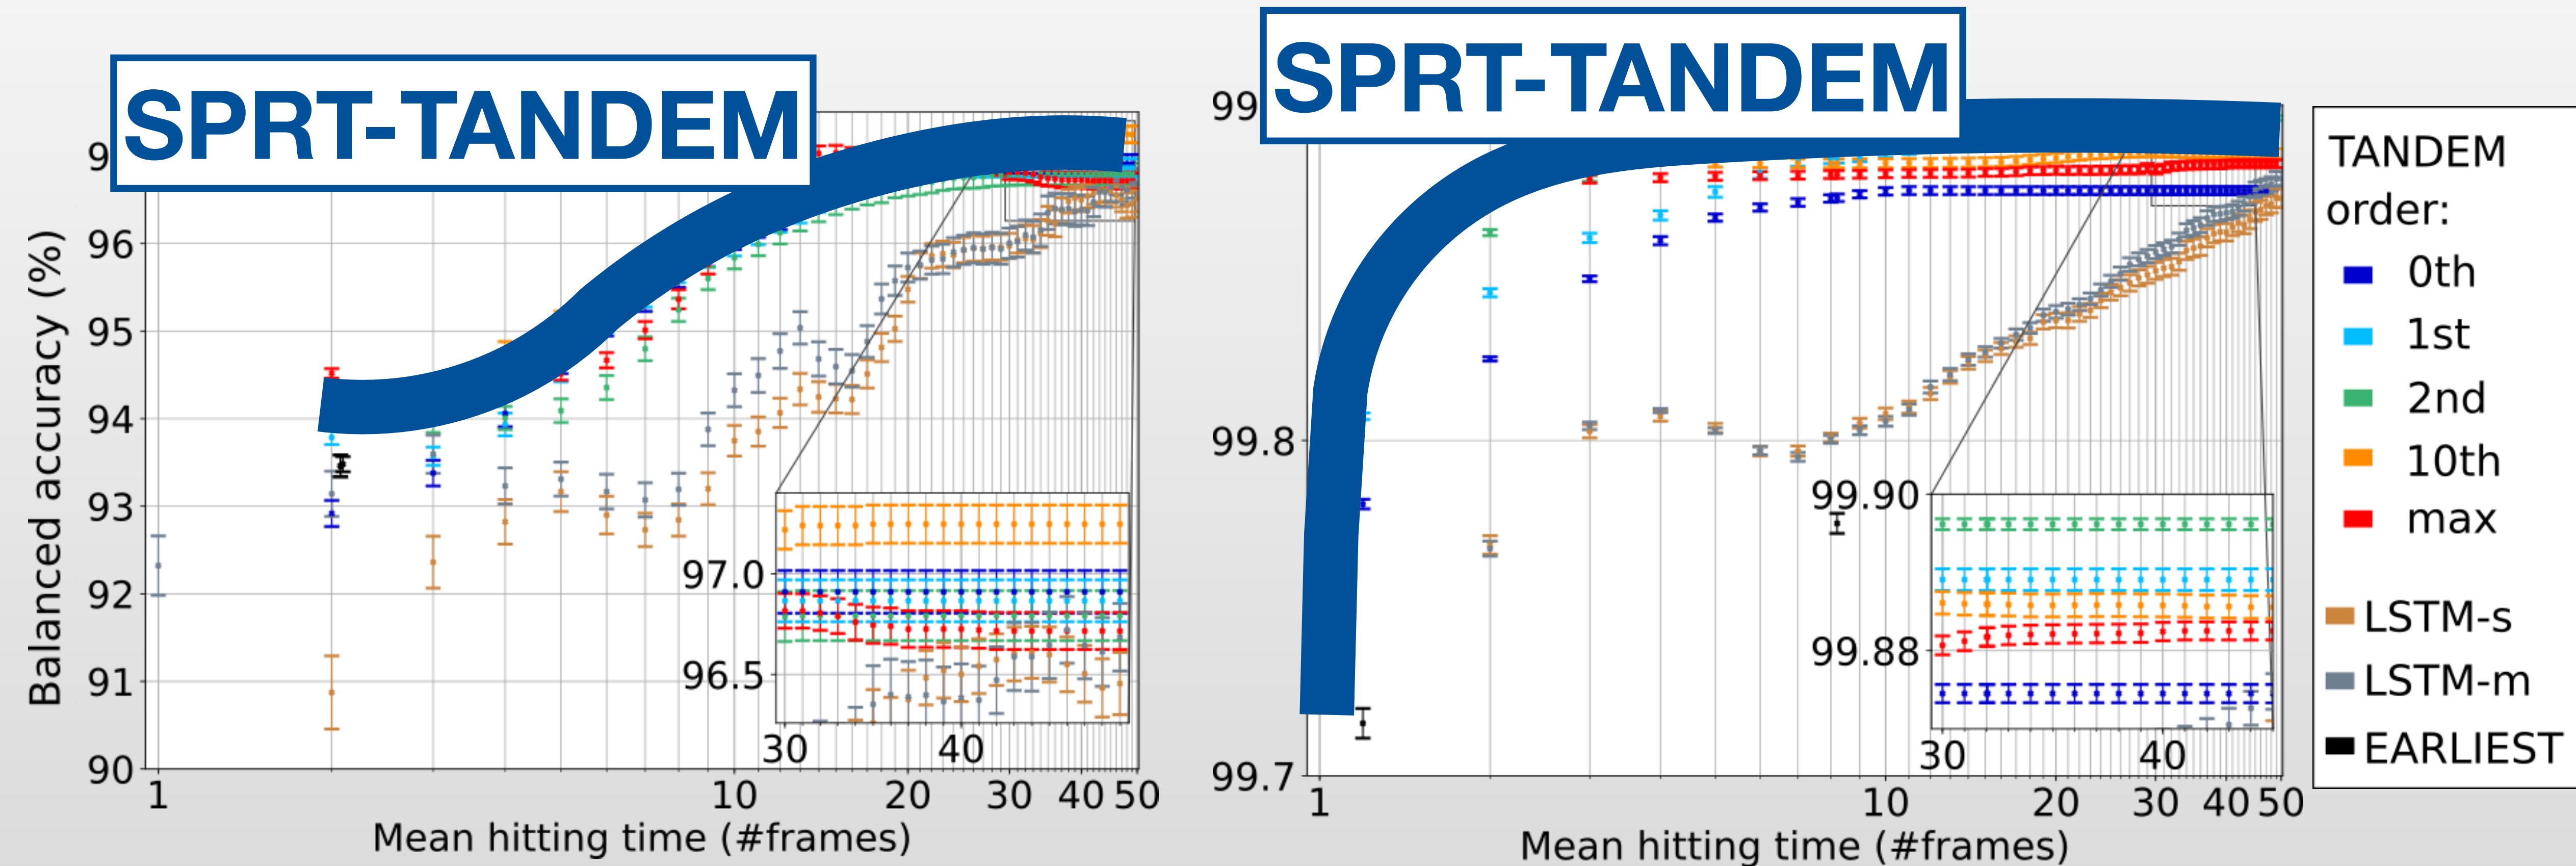 SPRT-TANDEM
9
96
95
94
93
92
91
90
Balanced accuracy (%)
97.0
96.5
30 40
1 10 20 30 40 50
Mean hitting time (#frames)
SPRT-TANDEM
99
99.8
99.7
99.90
99.88
30 40
1 10 20 30 40 50
Mean hitting time (#frames)
TANDEM
order:
0th
1st
2nd
10th
max
LSTM-s
LSTM-m
EARLIEST